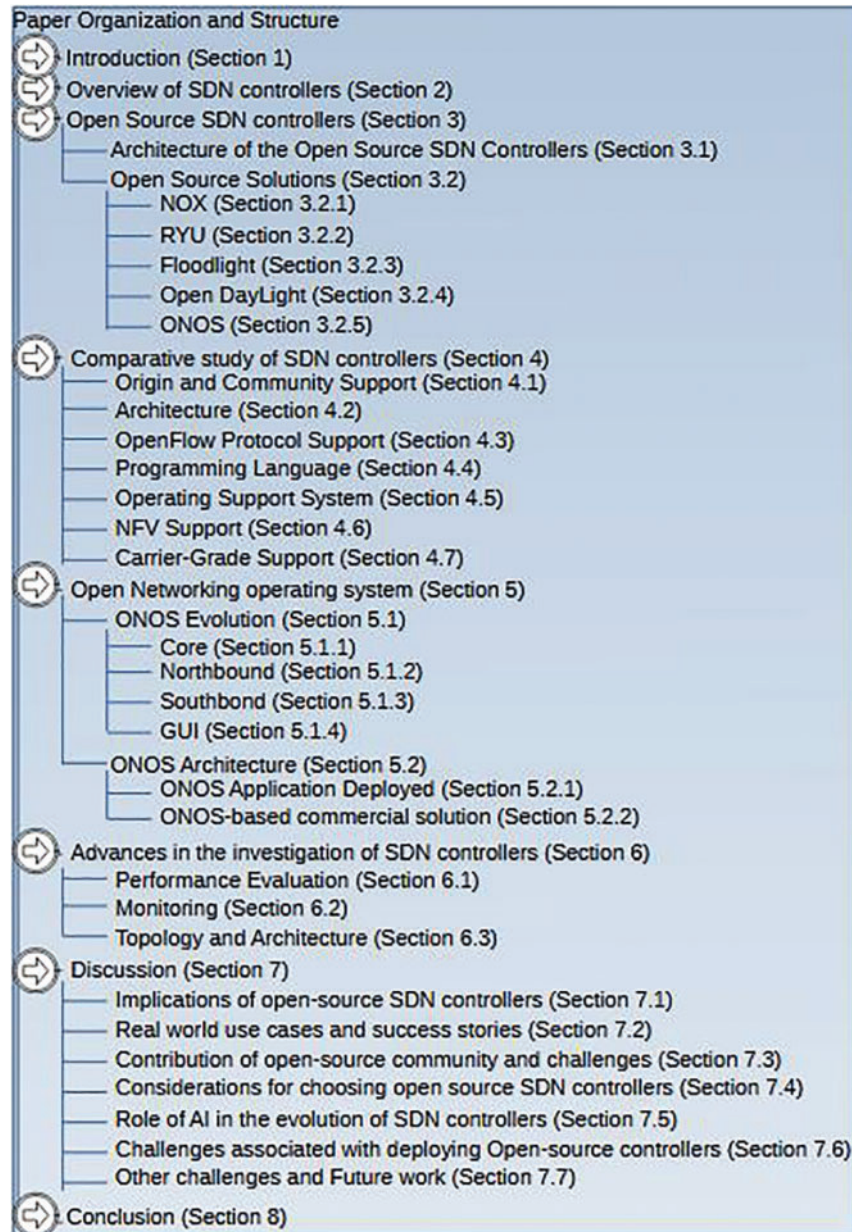 Paper Organization and Structure
Introduction (Section 1)
Overview of SDN controllers (Section 2)
Open Source SDN controllers (Section 3)
Architecture of the Open Source SDN Controllers (Section 3.1)
Open Source Solutions (Section 3.2)
NOX (Section 3.2.1)
RYU (Section 3.2.2)
Floodlight (Section 3.2.3)
Open DayLight (Section 3.2.4)
ONOS (Section 3.2.5)
Comparative study of SDN controllers (Section 4)
Origin and Community Support (Section 4.1)
Architecture (Section 4.2)
OpenFlow Protocol Support (Section 4.3)
Programming Language (Section 4.4)
Operating Support System (Section 4.5)
NFV Support (Section 4.6)
Carrier-Grade Support (Section 4.7)
Open Networking operating system (Section 5)
ONOS Evolution (Section 5.1)
Core (Section 5.1.1)
Northbound (Section 5.1.2)
Southbond (Section 5.1.3)
GUI (Section 5.1.4)
ONOS Architecture (Section 5.2)
ONOS Application Deployed (Section 5.2.1)
ONOS-based commercial solution (Section 5.2.2)
Advances in the investigation of SDN controllers (Section 6)
Performance Evaluation (Section 6.1)
Monitoring (Section 6.2)
Topology and Architecture (Section 6.3)
Discussion (Section 7)
Implications of open-source SDN controllers (Section 7.1)
Real world use cases and success stories (Section 7.2)
Contribution of open-source community and challenges (Section 7.3)
Considerations for choosing open source SDN controllers (Section 7.4)
Role of AI in the evolution of SDN controllers (Section 7.5)
Challenges associated with deploying Open-source controllers (Section 7.6)
Other challenges and Future work (Section 7.7)
Conclusion (Section 8)